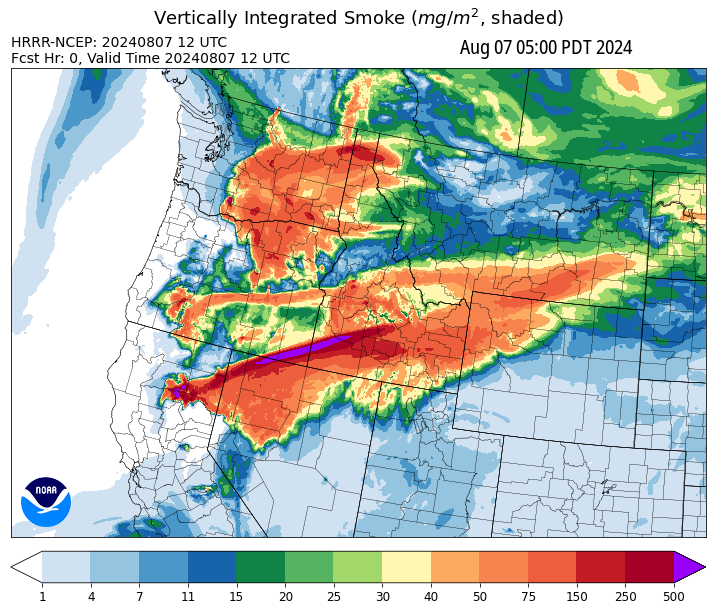 Vertically Integrated Smoke (mg/m², shaded)
HRRR-NCEP: 20240807 12 UTC
Aug 07 05:00 PDT 2024
Fcst Hr: 0, Valid Time 20240807 12 UTC
NOAA
1 4 7 11 15 20 25 30 40 50 75 150 250 500